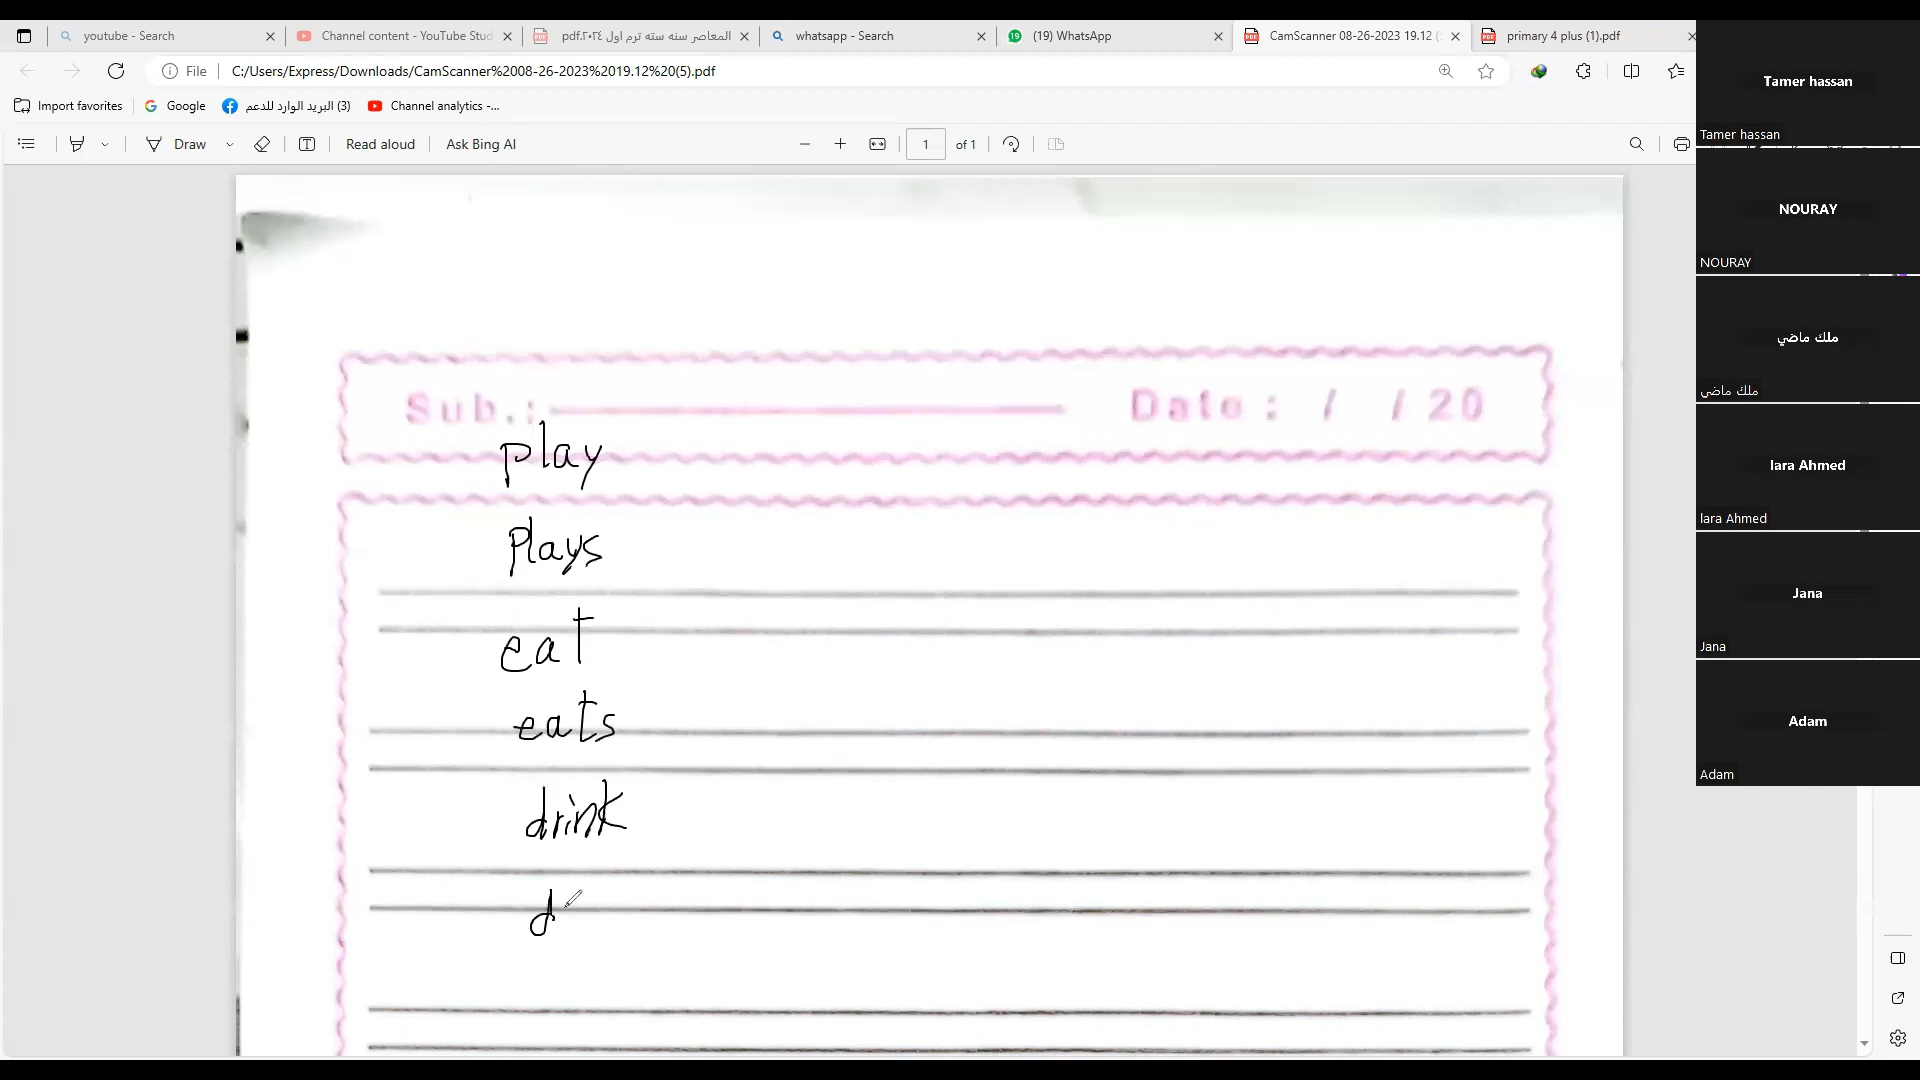 youtube - Search
Channel content - YouTube Stud
المعاصر سنه سته ترم اول ٢٠٢٤.pdf
whatsapp - Search
(19) WhatsApp
CamScanner 08-26-2023 19.12 (
primary 4 plus (1).pdf
File
C:/Users/Express/Downloads/CamScanner%2008-26-2023%2019.12%20(5).pdf
Import favorites
Google
(3) البريد الوارد للدعم
Channel analytics -...
Draw
Read aloud
Ask Bing AI
1
of 1
Sub.:
Date : / / 20
play
plays
eat
eats
drink
d
Tamer hassan
Tamer hassan
NOURAY
NOURAY
ملك ماضي
ملك ماضي
lara Ahmed
lara Ahmed
Jana
Jana
Adam
Adam